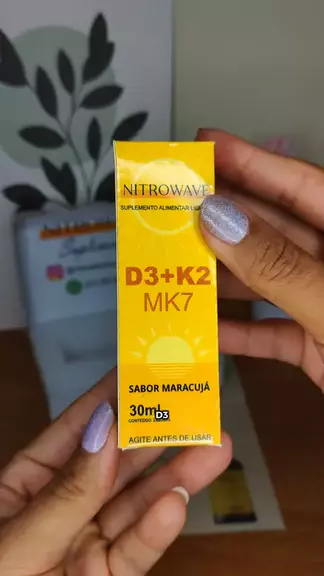 NITROWAVE
SUPLEMENTO ALIMENTAR
D3+K2
MK7
SABOR MARACUJÁ
30ml
D3
AGITE ANTES DE USAR